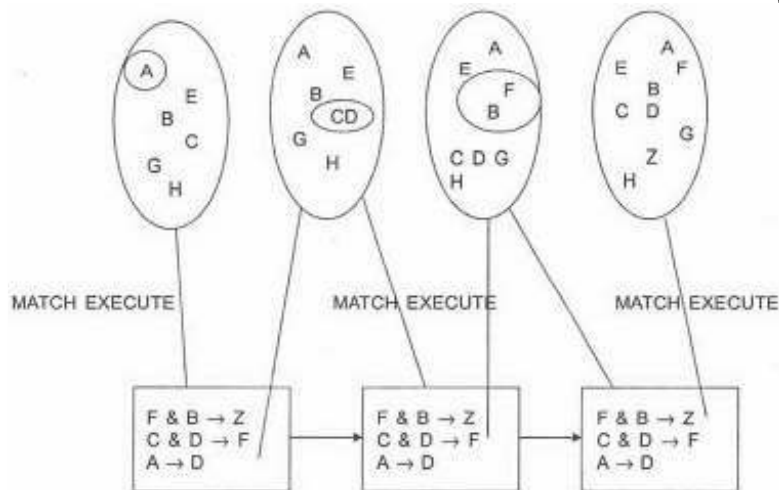 A
E
B
C
G
H
A
E
B
CD
G
H
A
E
F
B
C D G
H
A
E F
B
C D
G
Z
H
MATCH EXECUTE
MATCH EXECUTE
MATCH EXECUTE
F & B → Z
C & D → F
A → D
F & B → Z
C & D → F
A → D
F & B → Z
C & D → F
A → D